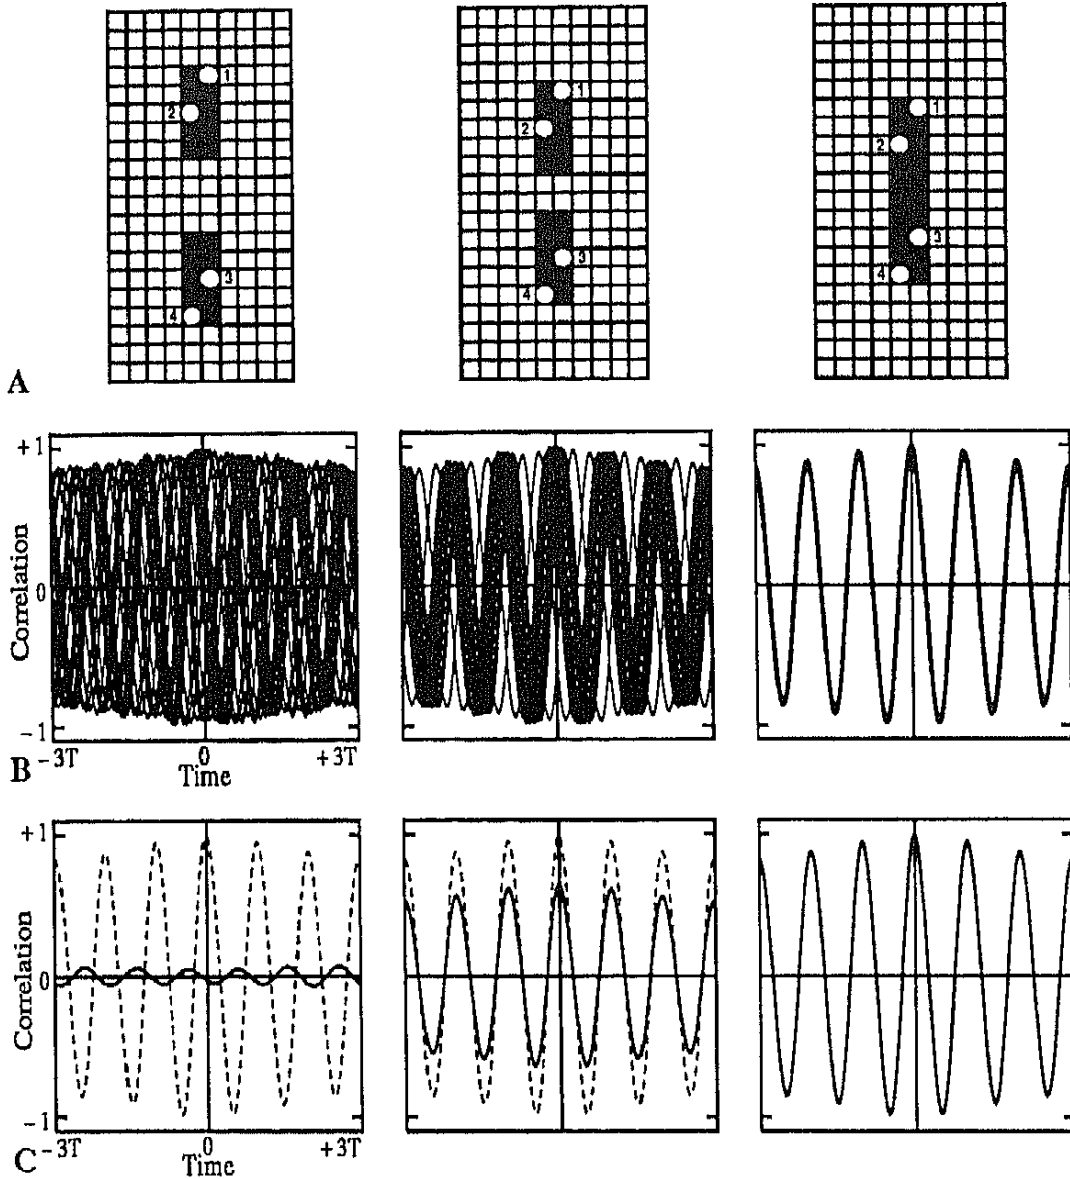 1 1 1
2 2 2
3 3 3
4 4 4
A
+1
0
-1
Correlation
-3T 0 +3T
Time
B
+1
0
-1
Correlation
-3T 0 +3T
Time
C